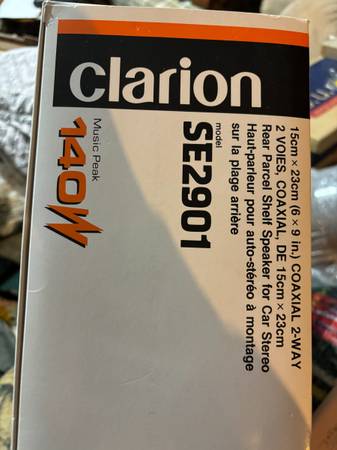 clarion
model
SE2901
Music Peak
140W
15cm × 23cm (6 × 9 in.) COAXIAL 2-WAY
2 VOIES, COAXIAL, DE 15cm × 23cm
Rear Parcel Shelf Speaker for Car Stereo
Haut-parleur pour auto-stéréo à montage
sur la plage arrière